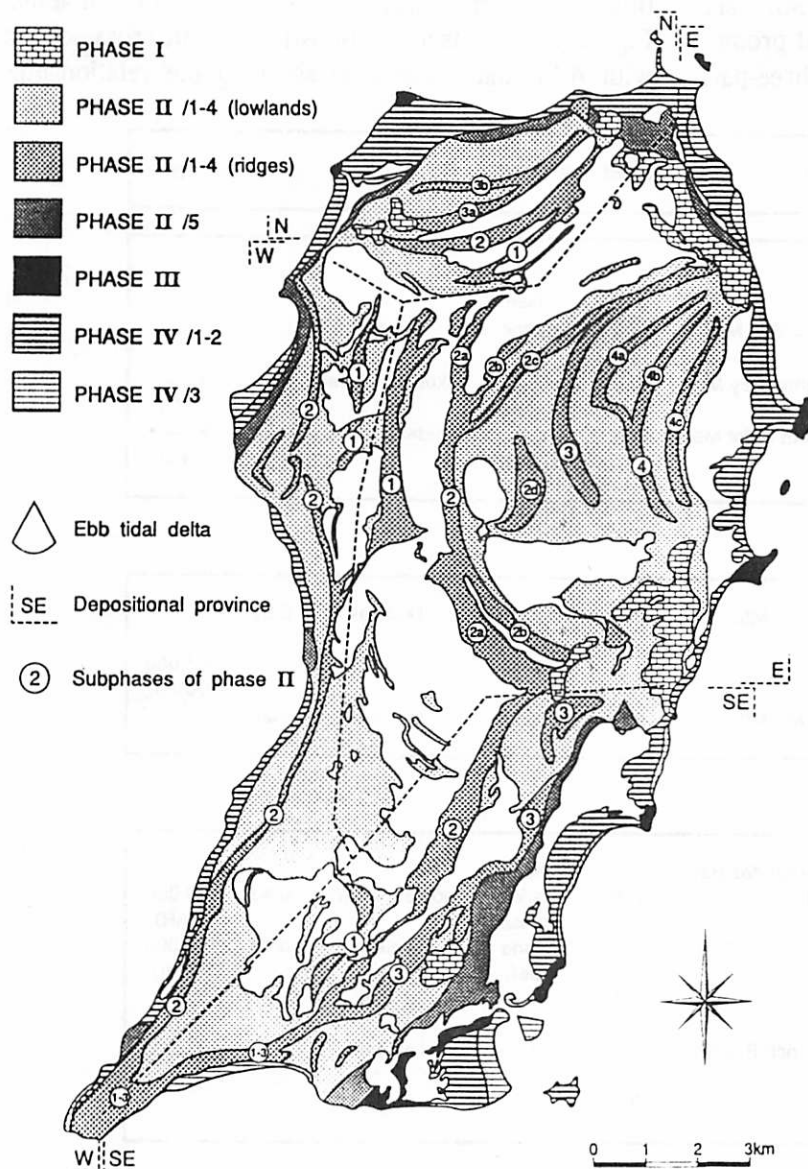 PHASE I
PHASE II /1-4 (lowlands)
PHASE II /1-4 (ridges)
PHASE II /5
PHASE III
PHASE IV /1-2
PHASE IV /3
Ebb tidal delta
SE Depositional province
2 Subphases of phase II
N E
N
W
3b
3a
2
1
2a
2b
2c
4a
4b
4c
1
2
1
1
3
4
2
2
2d
2a
2b
E
SE
3
2
2
3
1
3
2
1-3
1-3
W SE
0 1 2 3km